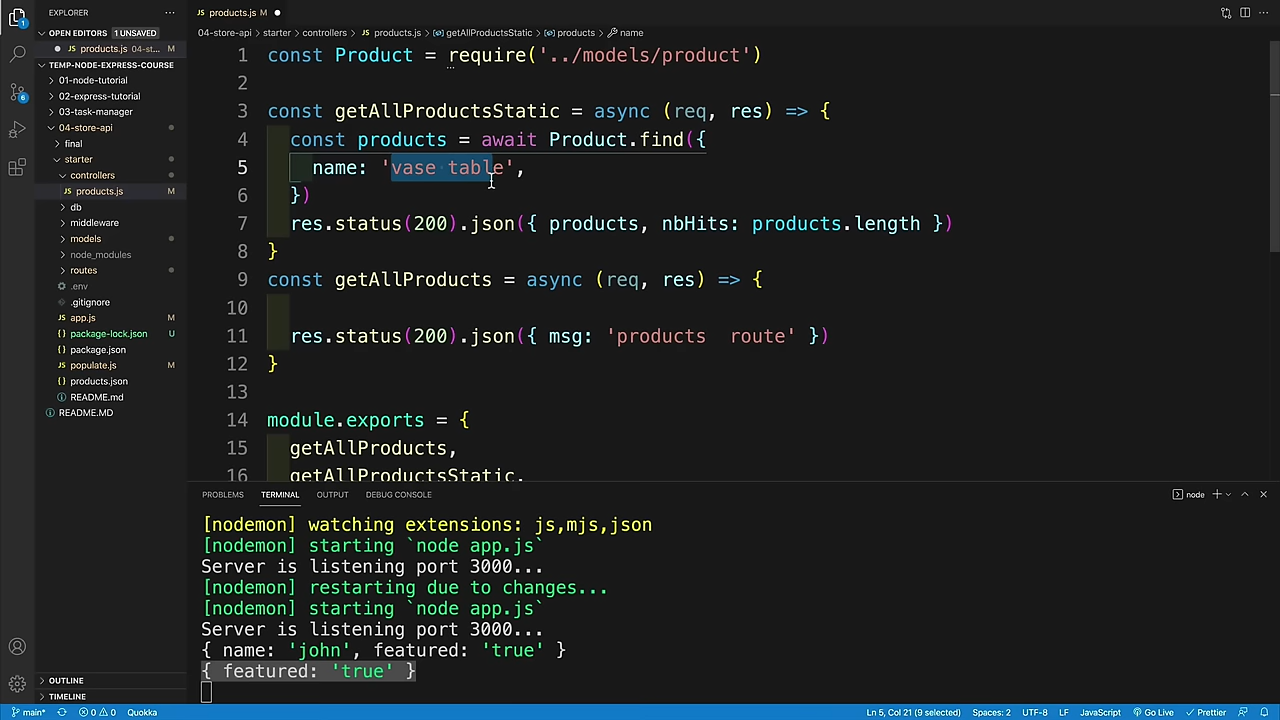 EXPLORER ···
OPEN EDITORS 1 UNSAVED
products.js 04-st... M
TEMP-NODE-EXPRESS-COURSE
01-node-tutorial
02-express-tutorial
03-task-manager
04-store-api
final
starter
controllers
products.js M
db
middleware
models
node_modules
routes
.env
.gitignore
app.js M
package-lock.json U
package.json
populate.js M
products.json
README.md
README.MD
OUTLINE
TIMELINE
1
6
JS products.js M
04-store-api > starter > controllers > JS products.js > getAllProductsStatic > products > name
1 const Product = require('../models/product')
2
3 const getAllProductsStatic = async (req, res) => {
4 const products = await Product.find({
5 name: 'vase table',
6 })
7 res.status(200).json({ products, nbHits: products.length })
8 }
9 const getAllProducts = async (req, res) => {
10
11 res.status(200).json({ msg: 'products  route' })
12 }
13
14 module.exports = {
15 getAllProducts,
16 getAllProductsStatic,
PROBLEMS TERMINAL OUTPUT DEBUG CONSOLE node
[nodemon] watching extensions: js,mjs,json
[nodemon] starting `node app.js`
Server is listening port 3000...
[nodemon] restarting due to changes...
[nodemon] starting `node app.js`
Server is listening port 3000...
{ name: 'john', featured: 'true' }
{ featured: 'true' }
main* 0 0 Quokka Ln 5, Col 21 (9 selected) Spaces: 2 UTF-8 LF JavaScript Go Live Prettier